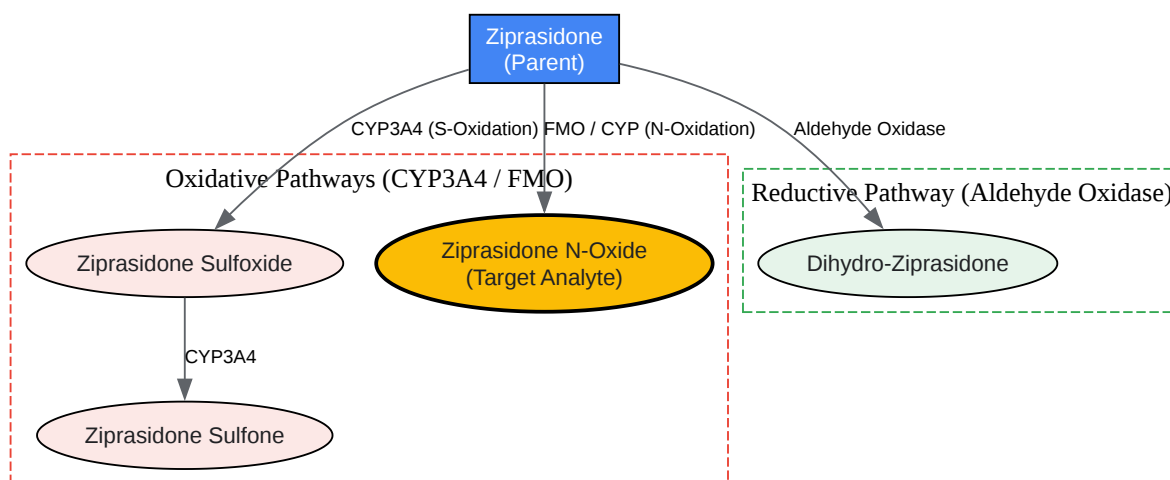 Ziprasidone
(Parent)
CYP3A4 (S-Oxidation)
FMO / CYP (N-Oxidation)
Aldehyde Oxidase
Oxidative Pathways (CYP3A4 / FMO)
Reductive Pathway (Aldehyde Oxidase)
Ziprasidone Sulfoxide
Ziprasidone N-Oxide
(Target Analyte)
Dihydro-Ziprasidone
CYP3A4
Ziprasidone Sulfone